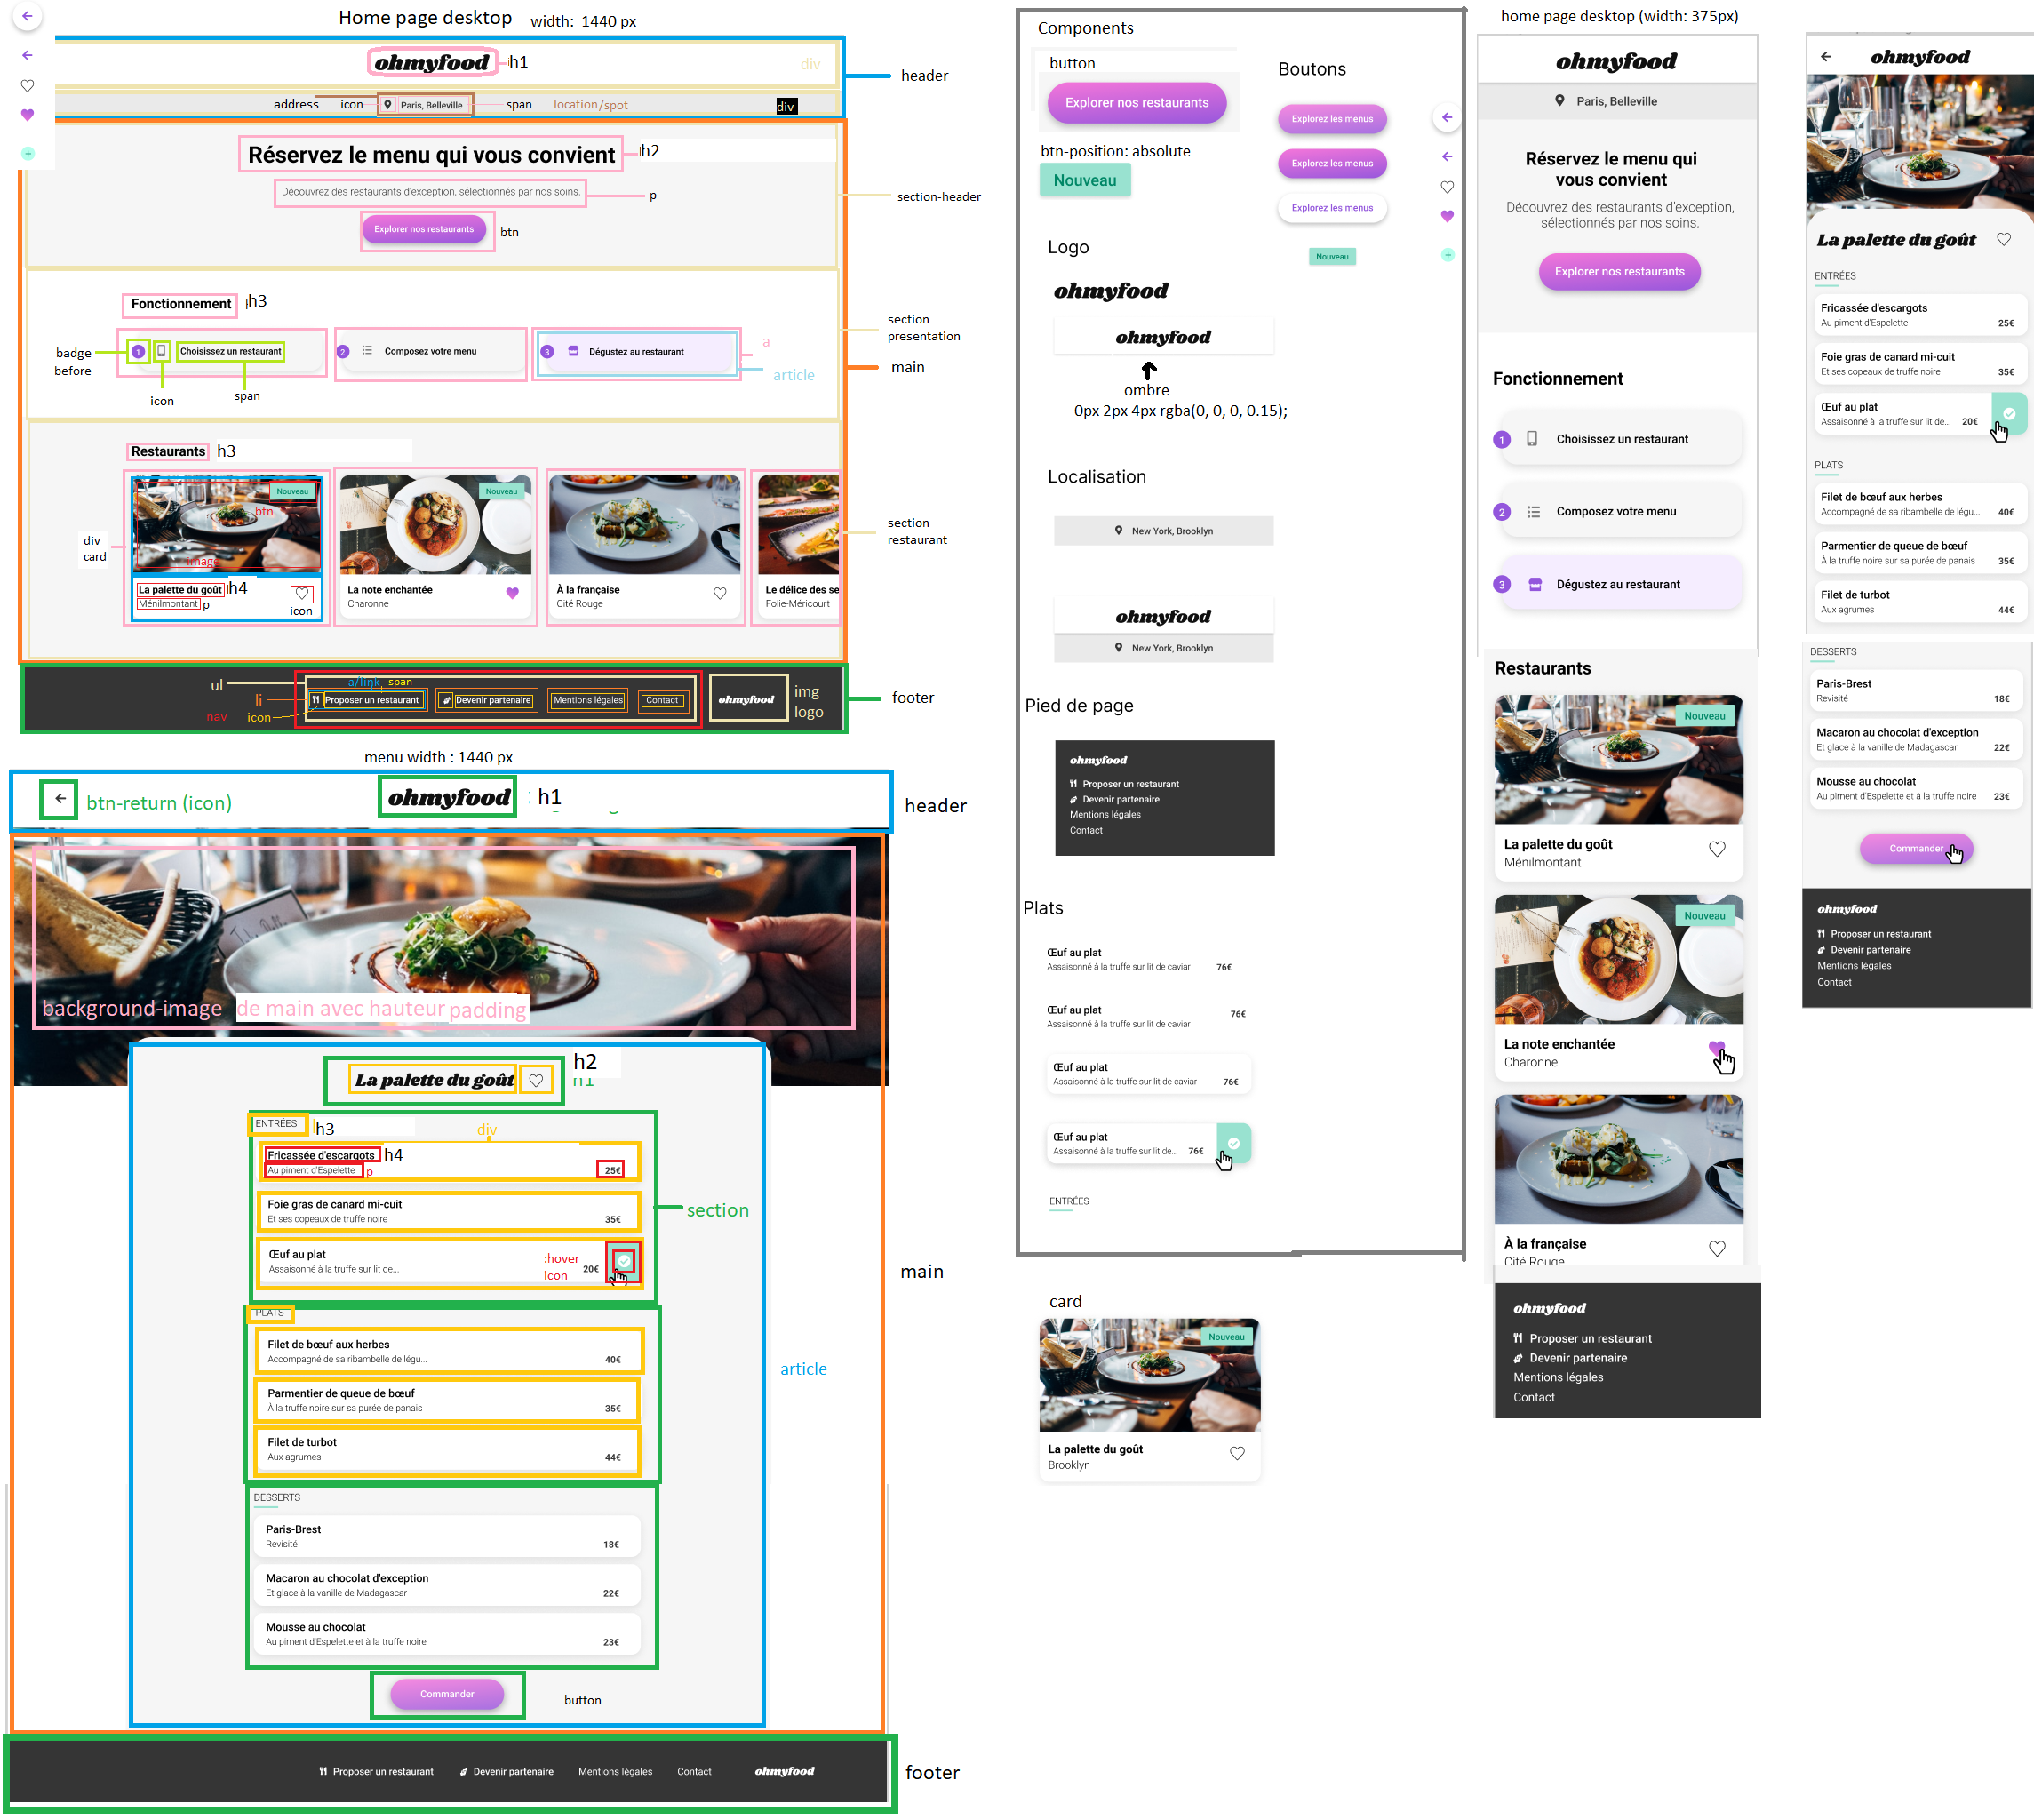 Home page desktop width: 1440 px
ohmyfood h1
div
header
address icon Paris, Belleville span location/spot div
Réservez le menu qui vous convient h2
Découvrez des restaurants d'exception, sélectionnés par nos soins. p
section-header
Explorer nos restaurants btn
Fonctionnement h3
section
presentation
badge
before
1 Choisissez un restaurant
2 Composez votre menu
3 Dégustez au restaurant
a
article
main
icon
span
Restaurants h3
Nouveau
btn
image
Nouveau
div
card
section
restaurant
La palette du goût h4
Ménilmontant p
icon
La note enchantée
Charonne
À la française
Cité Rouge
Le délice des se
Folie-Méricourt
ul
a/link span
li
nav icon
Proposer un restaurant
Devenir partenaire
Mentions légales
Contact
ohmyfood
img
logo
footer
menu width : 1440 px
btn-return (icon)
ohmyfood h1
header
background-image de main avec hauteur padding
La palette du goût
h2
ENTRÉES h3
div
Fricassée d'escargots h4
Au piment d'Espelette p
25€
Foie gras de canard mi-cuit
Et ses copeaux de truffe noire
35€
section
Œuf au plat
Assaisonné à la truffe sur lit de...
:hover
icon
20€
main
PLATS
Filet de bœuf aux herbes
Accompagné de sa ribambelle de légu...
40€
article
Parmentier de queue de bœuf
À la truffe noire sur sa purée de panais
35€
Filet de turbot
Aux agrumes
44€
DESSERTS
Paris-Brest
Revisité
18€
Macaron au chocolat d'exception
Et glace à la vanille de Madagascar
22€
Mousse au chocolat
Au piment d'Espelette et à la truffe noire
23€
Commander
button
Proposer un restaurant
Devenir partenaire
Mentions légales
Contact
ohmyfood
footer
Components
button
Explorer nos restaurants
btn-position: absolute
Nouveau
Boutons
Explorez les menus
Explorez les menus
Explorez les menus
Nouveau
Logo
ohmyfood
ohmyfood
ombre
0px 2px 4px rgba(0, 0, 0, 0.15);
Localisation
New York, Brooklyn
ohmyfood
New York, Brooklyn
Pied de page
ohmyfood
Proposer un restaurant
Devenir partenaire
Mentions légales
Contact
Plats
Œuf au plat
Assaisonné à la truffe sur lit de caviar 76€
Œuf au plat
Assaisonné à la truffe sur lit de caviar
76€
Œuf au plat
Assaisonné à la truffe sur lit de caviar 76€
Œuf au plat
Assaisonné à la truffe sur lit de... 76€
ENTRÉES
card
Nouveau
La palette du goût
Brooklyn
home page desktop (width: 375px)
ohmyfood
Paris, Belleville
Réservez le menu qui
vous convient
Découvrez des restaurants d'exception,
sélectionnés par nos soins.
Explorer nos restaurants
Fonctionnement
1 Choisissez un restaurant
2 Composez votre menu
3 Dégustez au restaurant
Restaurants
Nouveau
La palette du goût
Ménilmontant
Nouveau
La note enchantée
Charonne
À la française
Cité Rouge
ohmyfood
Proposer un restaurant
Devenir partenaire
Mentions légales
Contact
ohmyfood
La palette du goût
ENTRÉES
Fricassée d'escargots
Au piment d'Espelette 25€
Foie gras de canard mi-cuit
Et ses copeaux de truffe noire 35€
Œuf au plat
Assaisonné à la truffe sur lit de... 20€
PLATS
Filet de bœuf aux herbes
Accompagné de sa ribambelle de légu... 40€
Parmentier de queue de bœuf
À la truffe noire sur sa purée de panais 35€
Filet de turbot
Aux agrumes 44€
DESSERTS
Paris-Brest
Revisité 18€
Macaron au chocolat d'exception
Et glace à la vanille de Madagascar 22€
Mousse au chocolat
Au piment d'Espelette et à la truffe noire 23€
Commander
ohmyfood
Proposer un restaurant
Devenir partenaire
Mentions légales
Contact